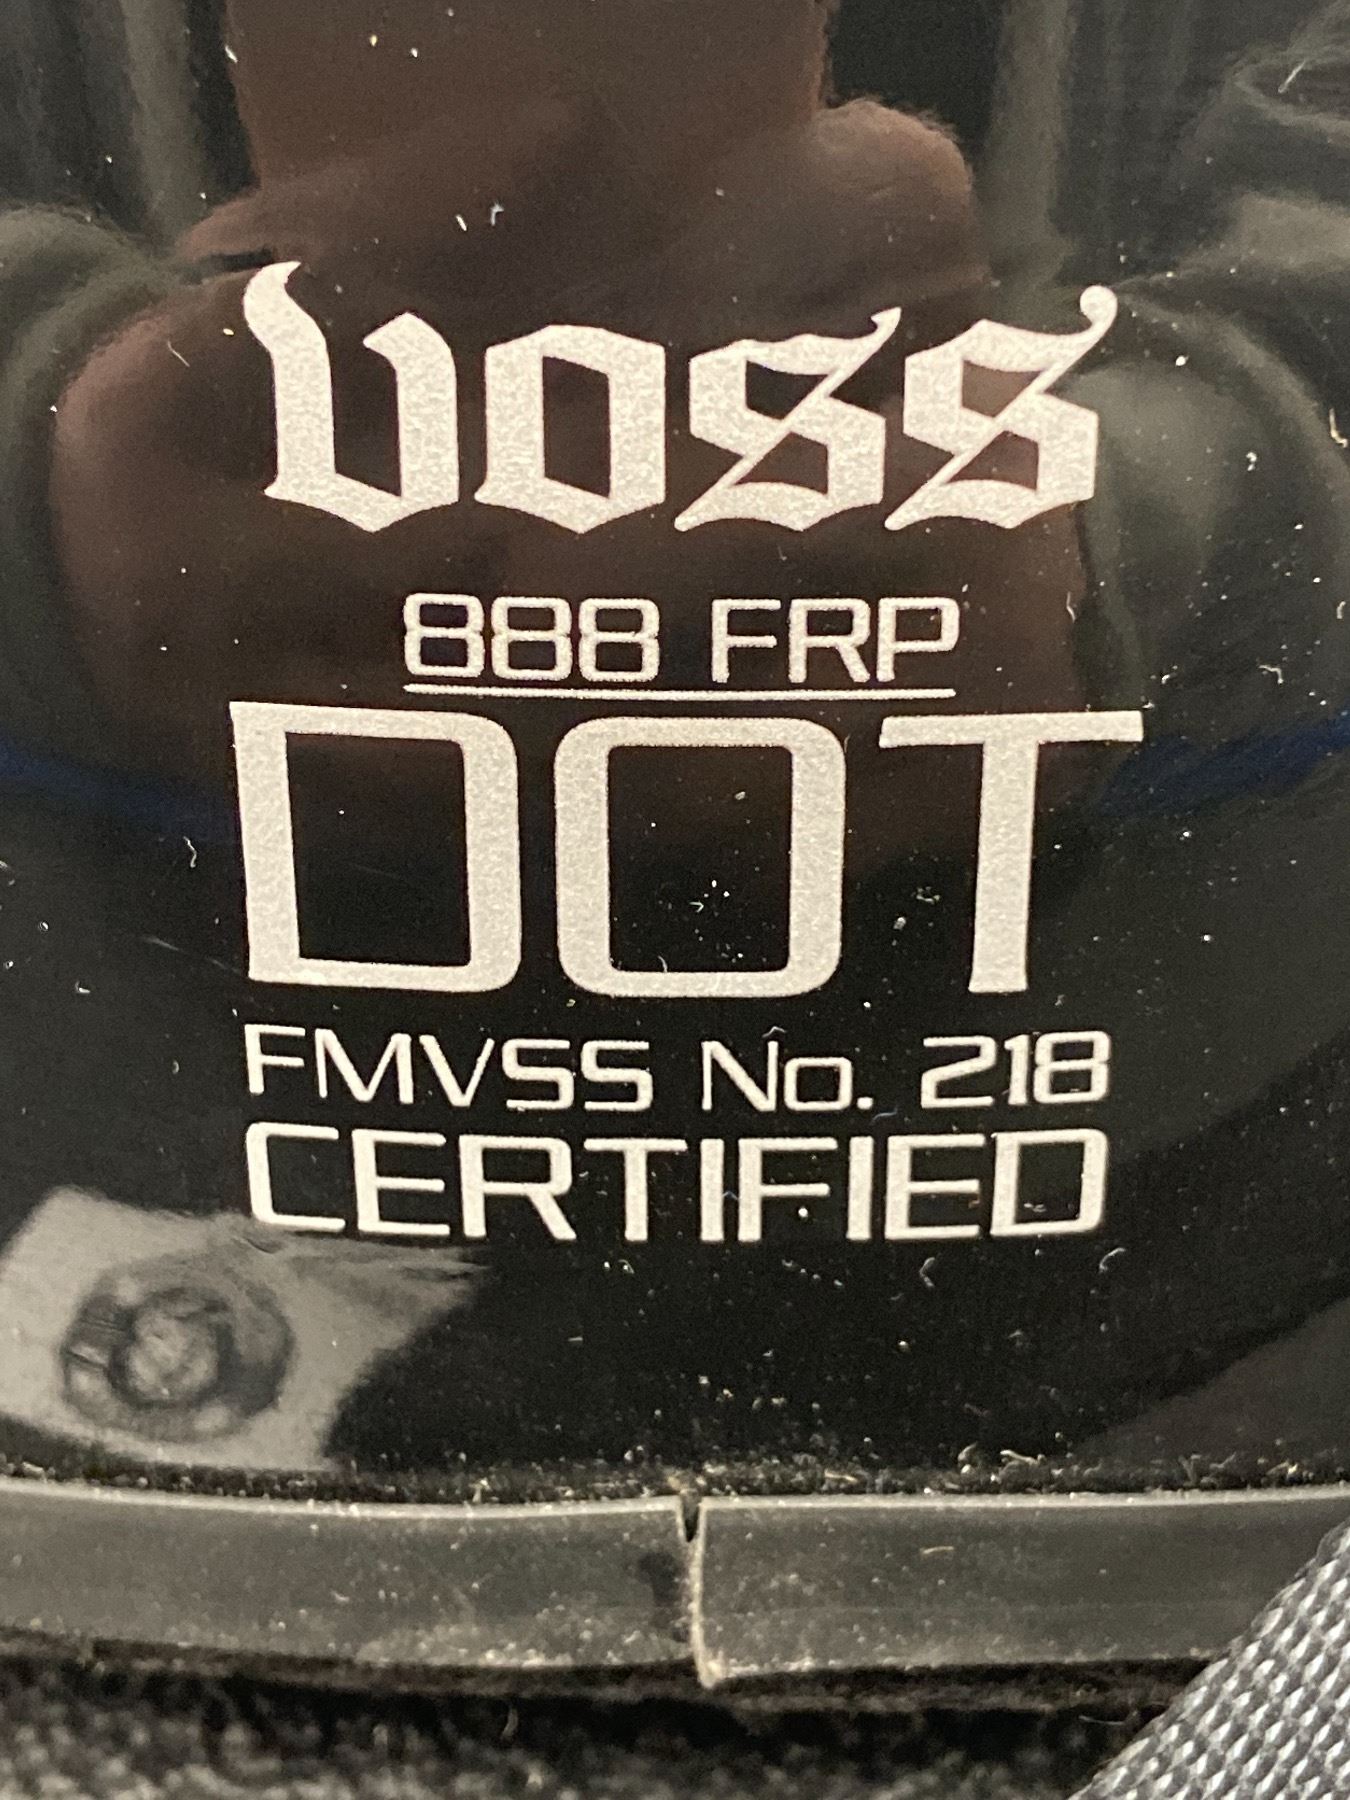 Voss
888 FRP
DOT
FMVSS No. 218
CERTIFIED